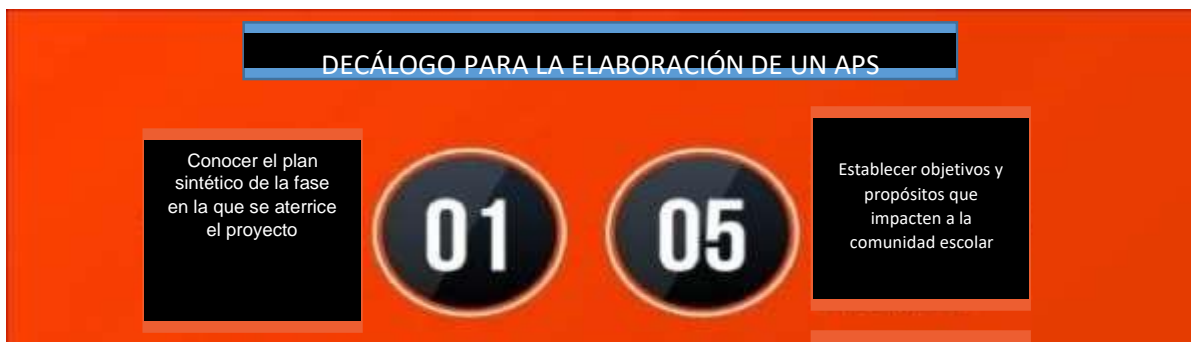 DECÁLOGO PARA LA ELABORACIÓN DE UN APS
Conocer el plan
sintético de la fase
en la que se aterrice
el proyecto
01
05
Establecer objetivos y
propósitos que
impacten a la
comunidad escolar